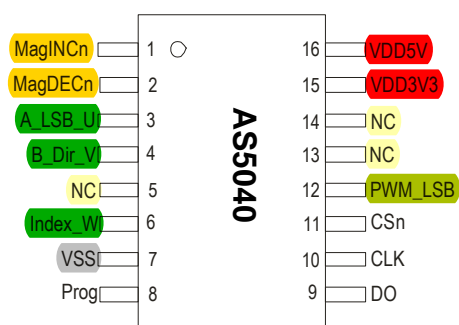 MagINCn 1 16 VDD5V
MagDECn 2 15 VDD3V3
A_LSB_U 3 14 NC
B_Dir_V 4 13 NC
NC 5 12 PWM_LSB
Index_W 6 11 CSn
VSS 7 10 CLK
Prog 8 9 DO
AS5040